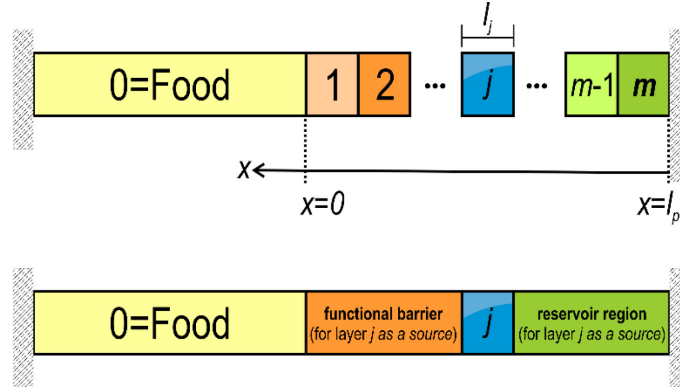 l_j
0=Food 1 2 ... j ... m-1 m
x
x=0 x=l_p
0=Food functional barrier (for layer j as a source) j reservoir region (for layer j as a source)